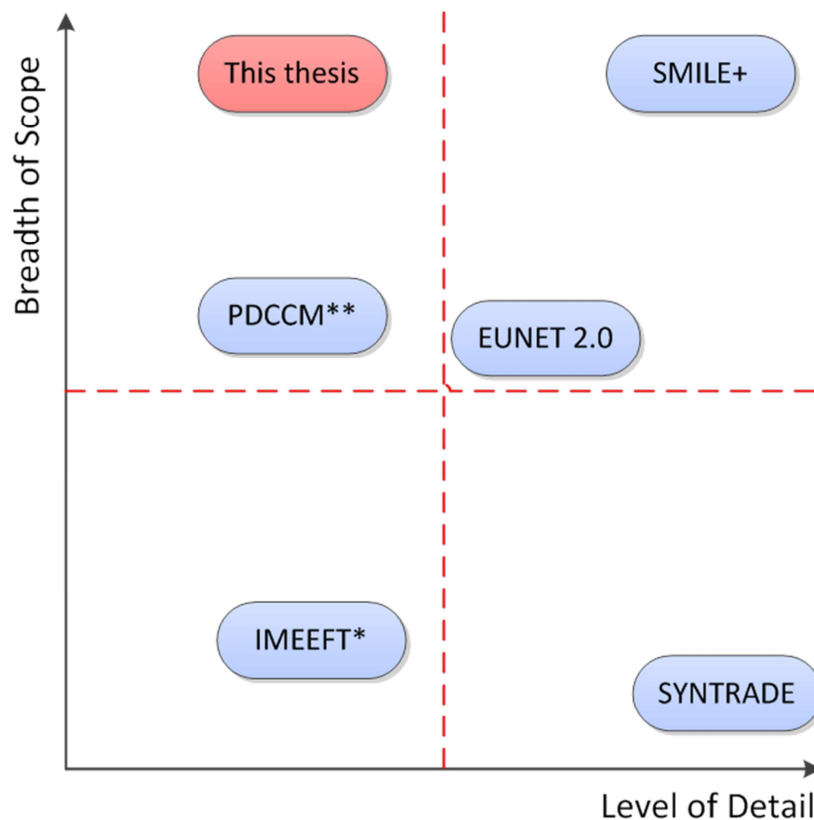 Breadth of Scope
This thesis
SMILE+
PDCCM**
EUNET 2.0
IMEEFT*
SYNTRADE
Level of Detail